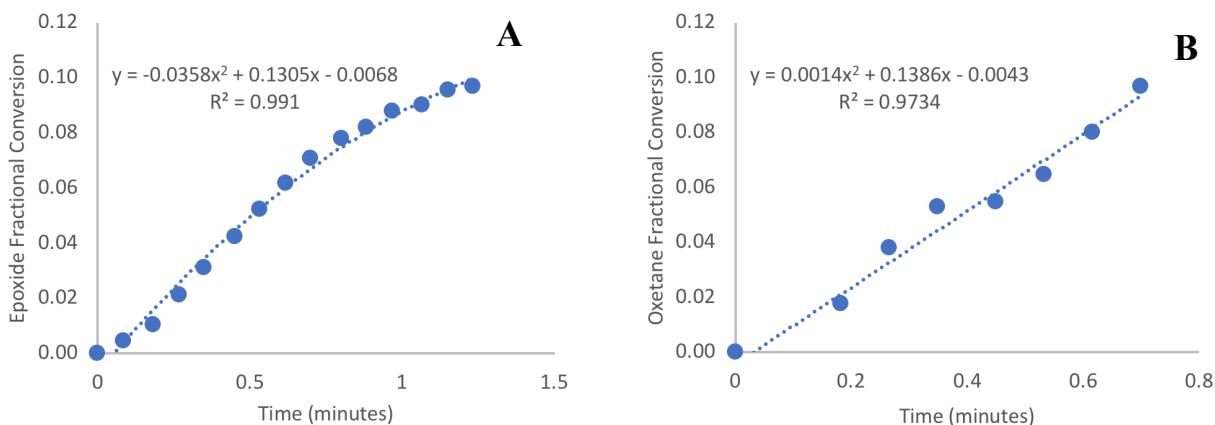 A
Epoxide Fractional Conversion
0.12
0.10
0.08
0.06
0.04
0.02
0.00
y = -0.0358x² + 0.1305x - 0.0068
R² = 0.991
0
0.5
1
1.5
Time (minutes)
B
Oxetane Fractional Conversion
0.12
0.10
0.08
0.06
0.04
0.02
0.00
y = 0.0014x² + 0.1386x - 0.0043
R² = 0.9734
0
0.2
0.4
0.6
0.8
Time (minutes)